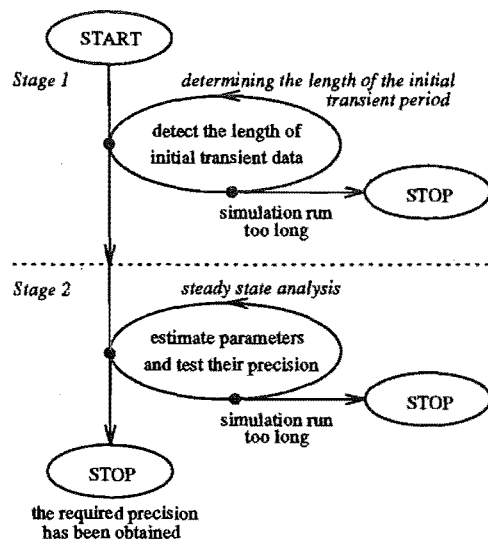 START
Stage 1
determining the length of the initial
transient period
detect the length of
initial transient data
STOP
simulation run
too long
Stage 2
steady state analysis
estimate parameters
and test their precision
STOP
simulation run
too long
STOP
the required precision
has been obtained